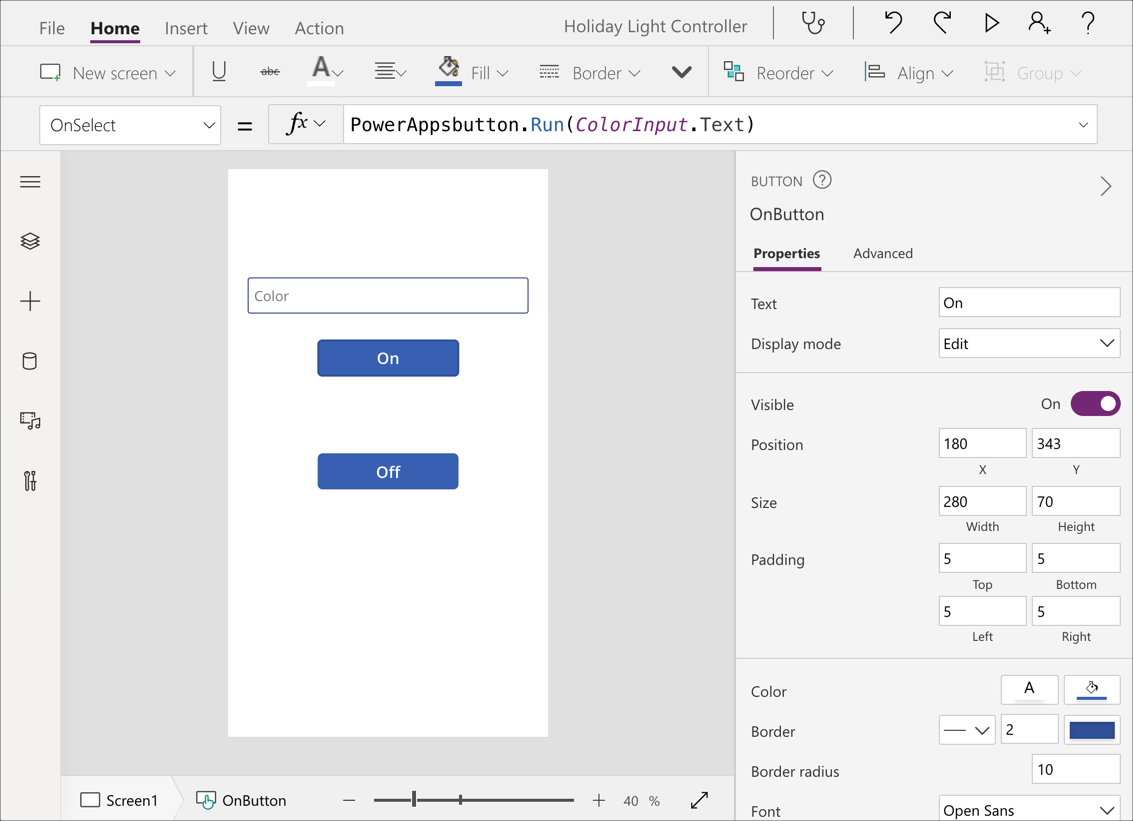 File Home Insert View Action Holiday Light Controller
New screen abc A Fill Border Reorder Align Group
OnSelect = fx PowerAppsbutton.Run(ColorInput.Text)
BUTTON ?
OnButton
Properties Advanced
Color
On
Off
Text On
Display mode Edit
Visible On
Position 180 343
X Y
Size 280 70
Width Height
Padding 5 5
Top Bottom
5 5
Left Right
Color A
Border 2
Border radius 10
Font Open Sans
Screen1 OnButton 40 %